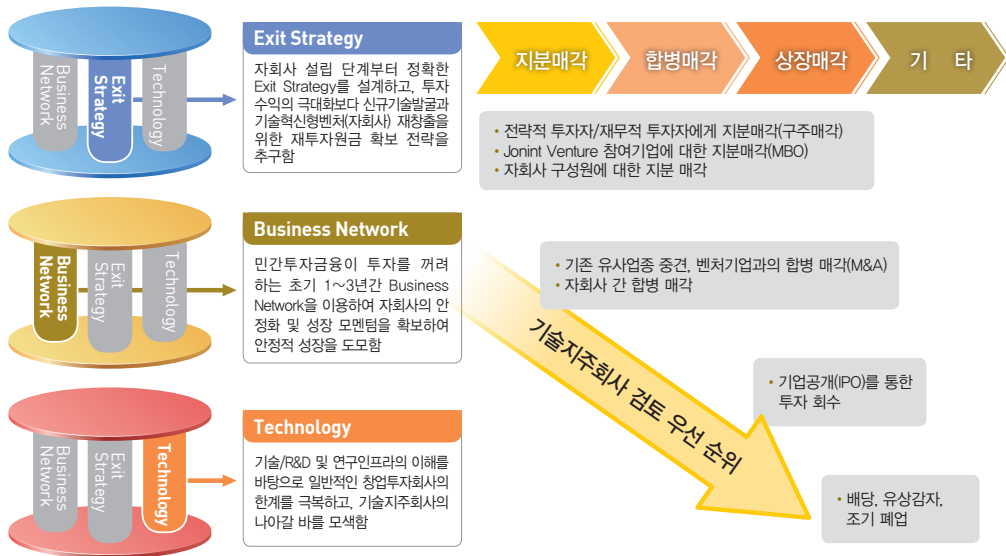 Business
Network
Exit
Strategy
Technology
Exit Strategy
자회사 설립 단계부터 정확한
Exit Strategy를 설계하고, 투자
수익의 극대화보다 신규기술발굴과
기술혁신형벤처(자회사) 재창출을
위한 재투자원금 확보 전략을
추구함
지분매각
합병매각
상장매각
기 타
• 전략적 투자자/재무적 투자자에게 지분매각(구주매각)
• Jonint Venture 참여기업에 대한 지분매각(MBO)
• 자회사 구성원에 대한 지분 매각
Business
Network
Exit
Strategy
Technology
Business Network
민간투자금융이 투자를 꺼려
하는 초기 1~3년간 Business
Network을 이용하여 자회사의 안
정화 및 성장 모멘텀을 확보하여
안정적 성장을 도모함
• 기존 유사업종 중견, 벤처기업과의 합병 매각(M&A)
• 자회사 간 합병 매각
기술지주회사 검토 우선 순위
• 기업공개(IPO)를 통한
투자 회수
Business
Network
Exit
Strategy
Technology
Technology
기술/R&D 및 연구인프라의 이해를
바탕으로 일반적인 창업투자회사의
한계를 극복하고, 기술지주회사의
나아갈 바를 모색함
• 배당, 유상감자,
조기 폐업